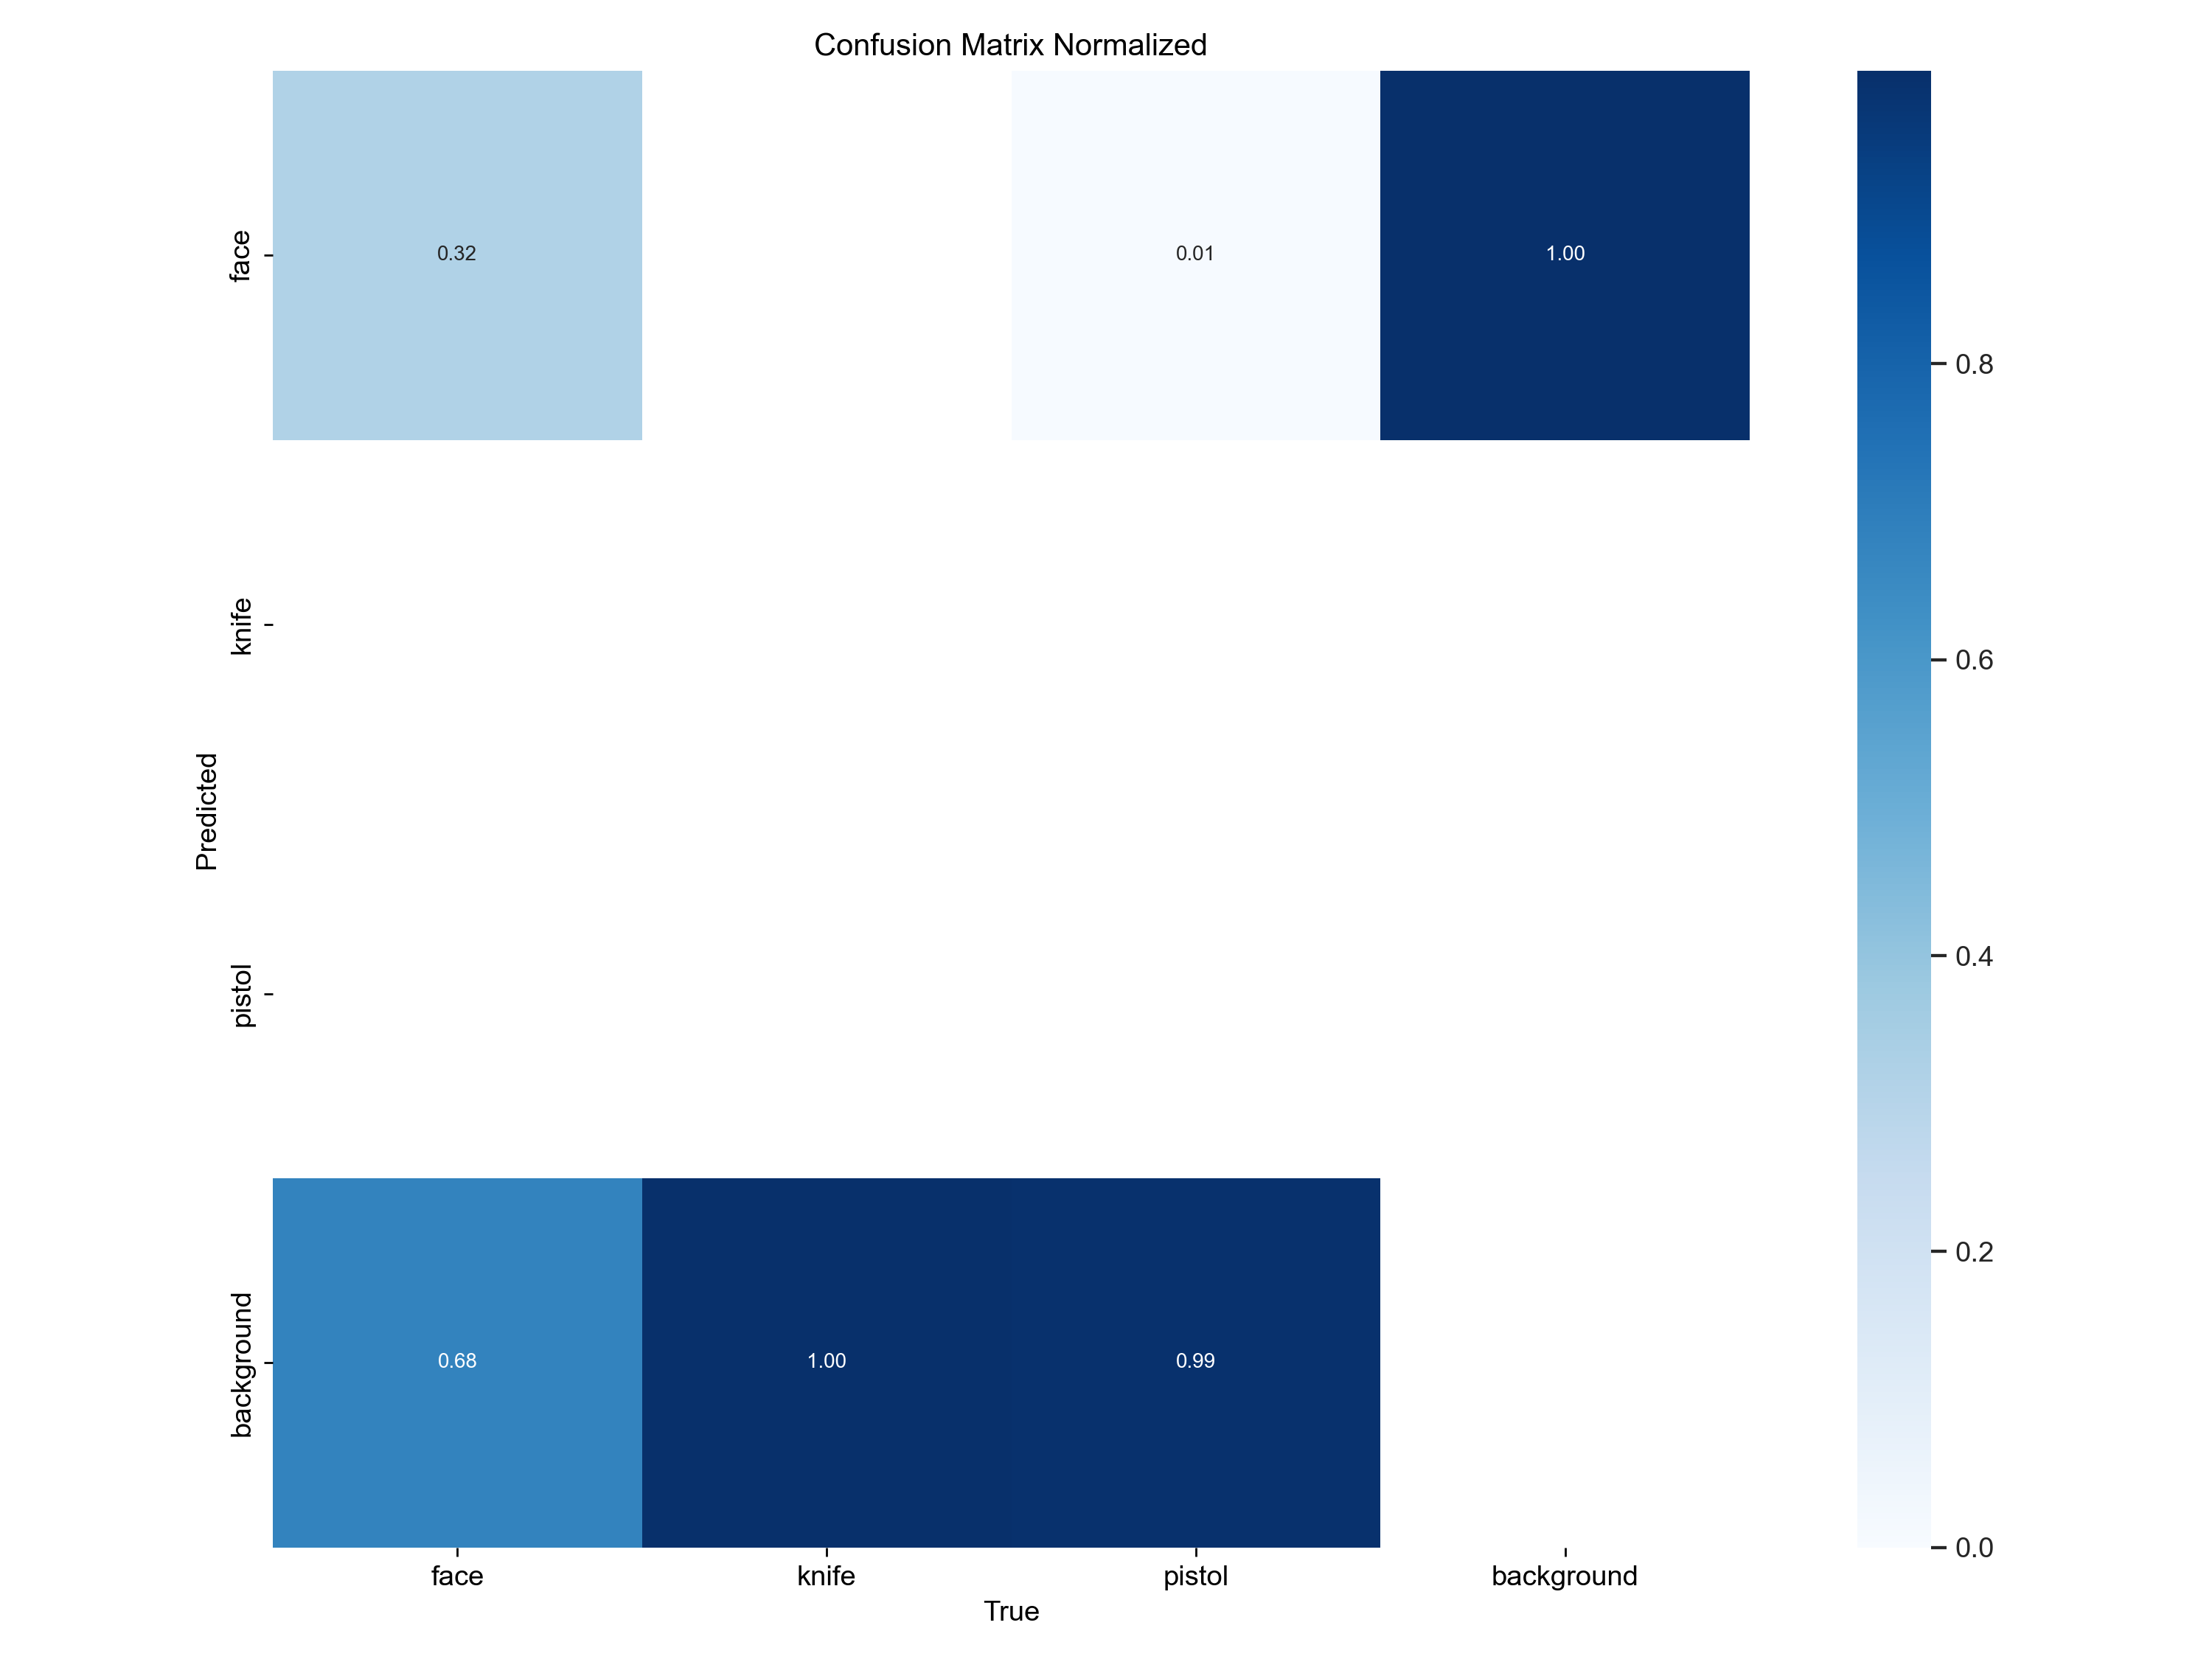 Confusion Matrix Normalized
face
0.32
0.01
1.00
knife
pistol
background
0.68
1.00
0.99
Predicted
face
knife
pistol
background
True
0.8
0.6
0.4
0.2
0.0